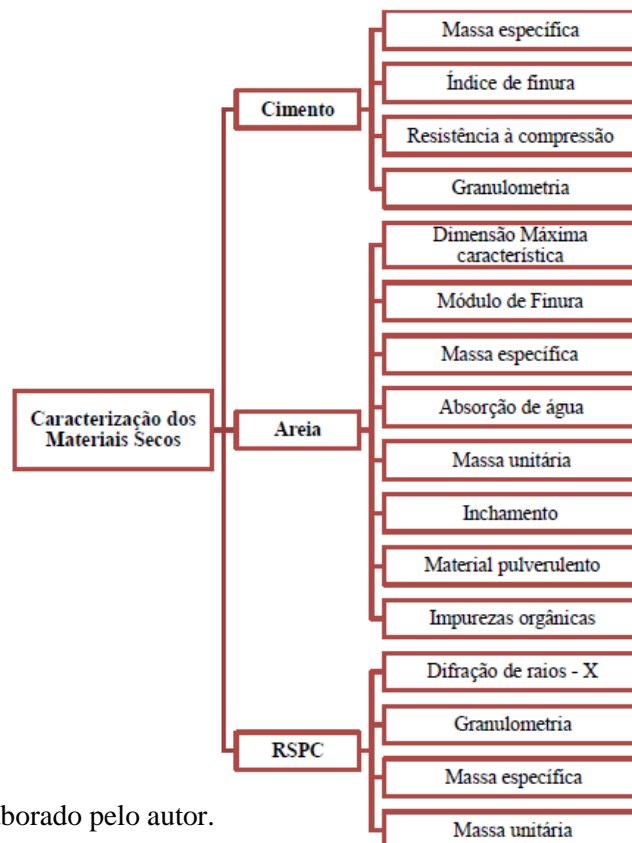 Caracterização dos
Materiais Secos
Cimento
Massa específica
Índice de finura
Resistência à compressão
Granulometria
Areia
Dimensão Máxima
característica
Módulo de Finura
Massa específica
Absorção de água
Massa unitária
Inchamento
Material pulverulento
Impurezas orgânicas
RSPC
Difração de raios - X
Granulometria
Massa específica
Massa unitária
aborado pelo autor.